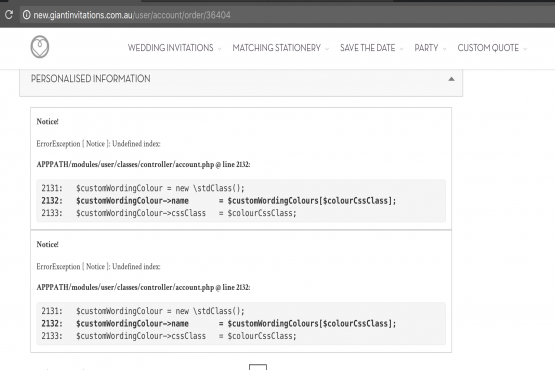 new.giantinvitations.com.au/user/account/order/36404
WEDDING INVITATIONS MATCHING STATIONERY SAVE THE DATE PARTY CUSTOM QUOTE
PERSONALISED INFORMATION
Notice!
ErrorException [ Notice ]: Undefined index:
APPPATH/modules/user/classes/controller/account.php @ line 2132:
2131: $customWordingColour = new \stdClass();
2132: $customWordingColour->name = $customWordingColours[$colourCssClass];
2133: $customWordingColour->cssClass = $colourCssClass;
Notice!
ErrorException [ Notice ]: Undefined index:
APPPATH/modules/user/classes/controller/account.php @ line 2132:
2131: $customWordingColour = new \stdClass();
2132: $customWordingColour->name = $customWordingColours[$colourCssClass];
2133: $customWordingColour->cssClass = $colourCssClass;